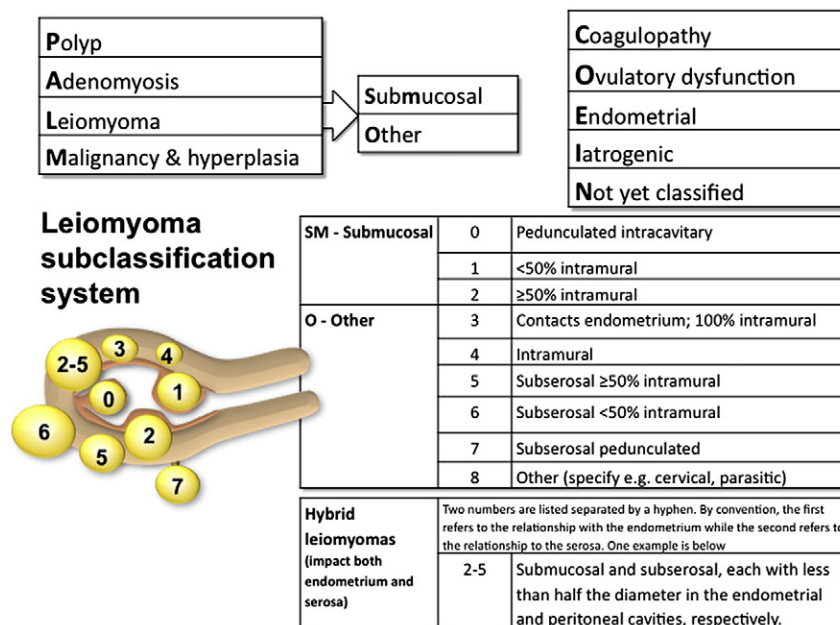 Polyp
Adenomyosis
Leiomyoma
Malignancy & hyperplasia
Submucosal
Other
Coagulopathy
Ovulatory dysfunction
Endometrial
Iatrogenic
Not yet classified
Leiomyoma
subclassification
system
SM - Submucosal
0 Pedunculated intracavitary
1 <50% intramural
2 ≥50% intramural
O - Other
3 Contacts endometrium; 100% intramural
4 Intramural
5 Subserosal ≥50% intramural
6 Subserosal <50% intramural
7 Subserosal pedunculated
8 Other (specify e.g. cervical, parasitic)
Hybrid
leiomyomas
(impact both
endometrium and
serosa)
Two numbers are listed separated by a hyphen. By convention, the first
refers to the relationship with the endometrium while the second refers to
the relationship to the serosa. One example is below
2-5 Submucosal and subserosal, each with less
than half the diameter in the endometrial
and peritoneal cavities, respectively.
3
4
2-5
0
1
6
2
5
7